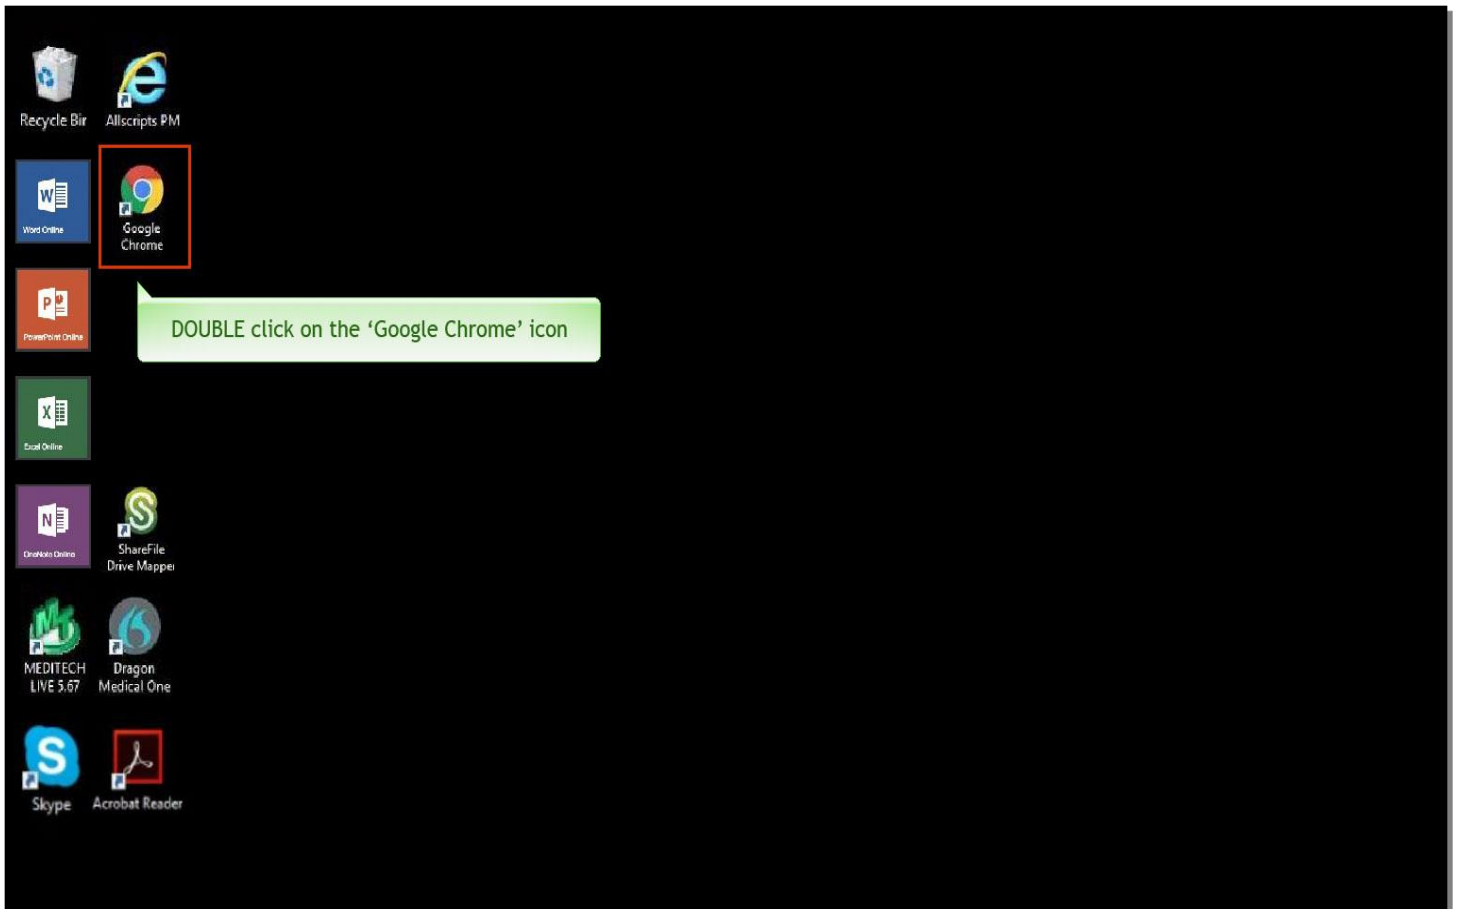 Recycle Bir
Allscripts PM
Word Online
Google
Chrome
PowerPoint Online
DOUBLE click on the ‘Google Chrome’ icon
Excel Online
OneNote Online
ShareFile
Drive Mapper
MEDITECH
LIVE 5.67
Dragon
Medical One
Skype
Acrobat Reader